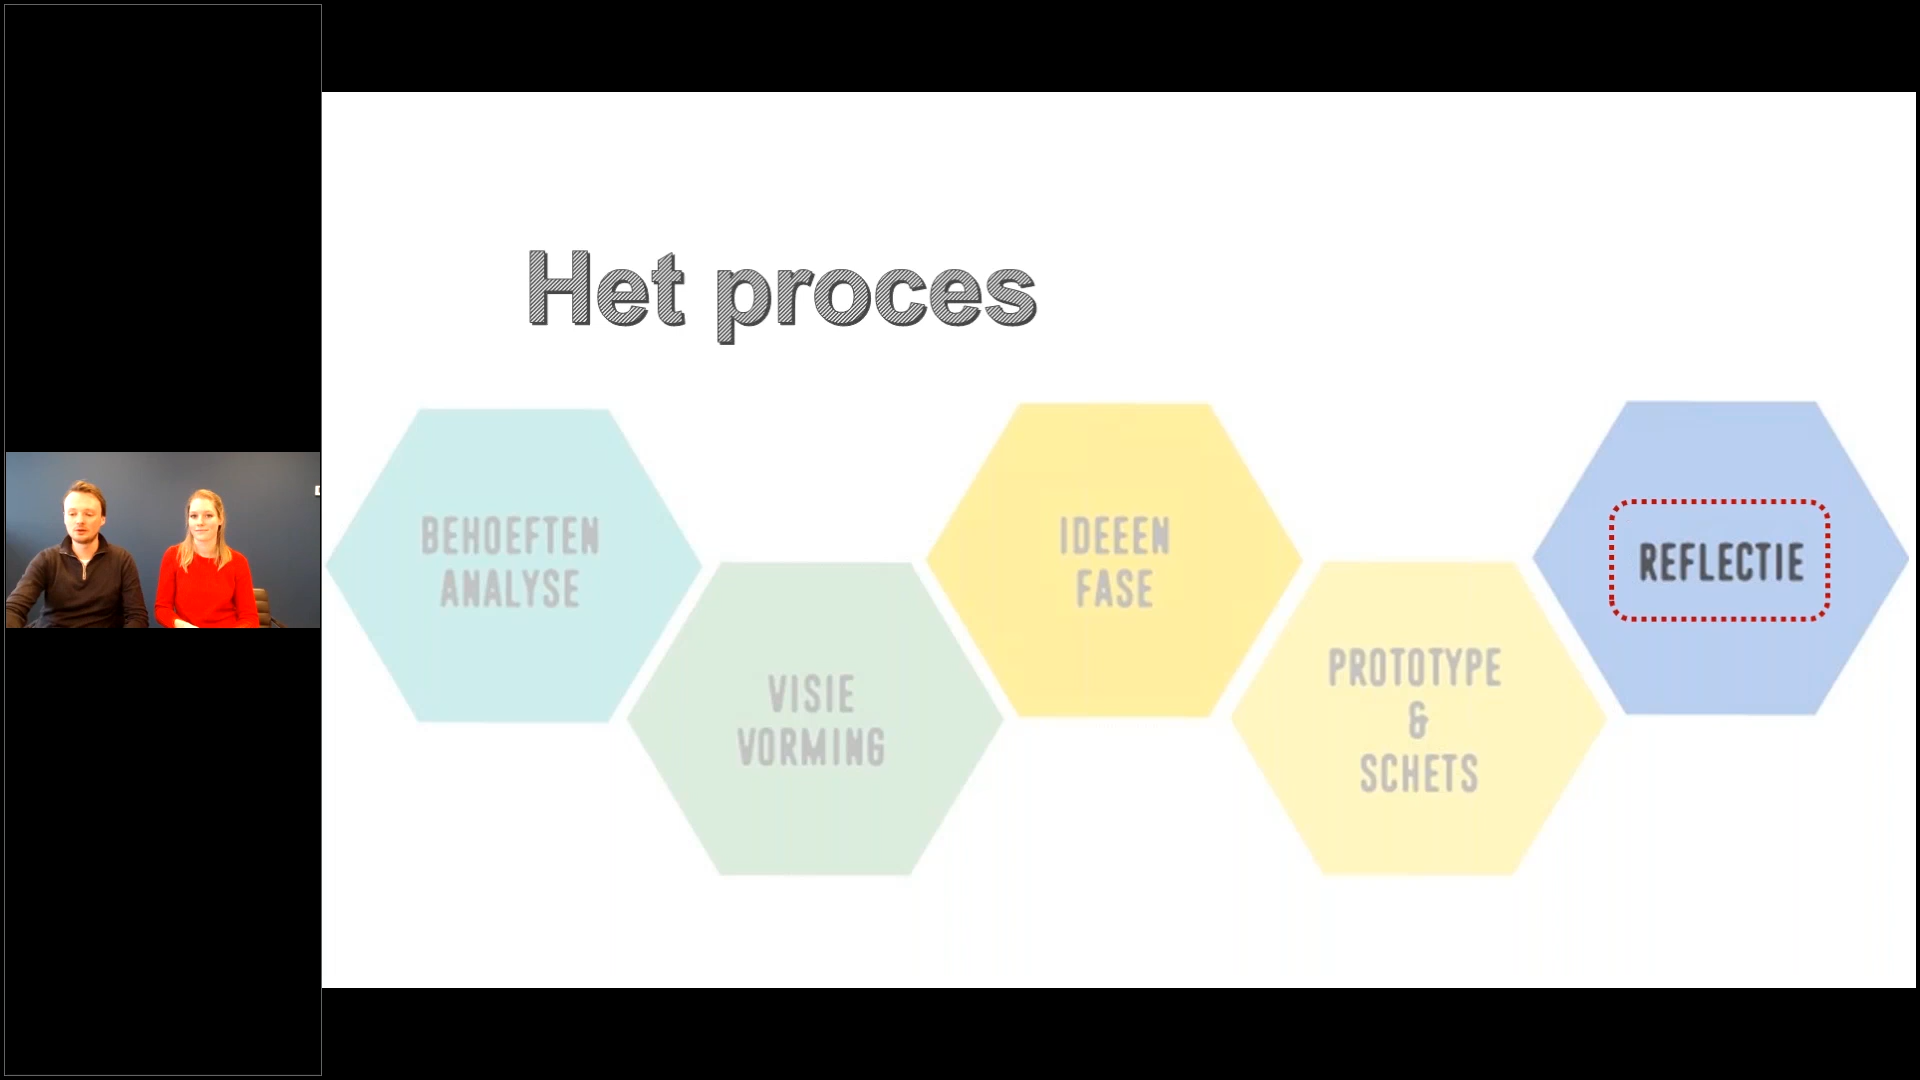 Het proces
BEHOEFTEN
ANALYSE
VISIE
VORMING
IDEEEN
FASE
PROTOTYPE
&
SCHETS
REFLECTIE